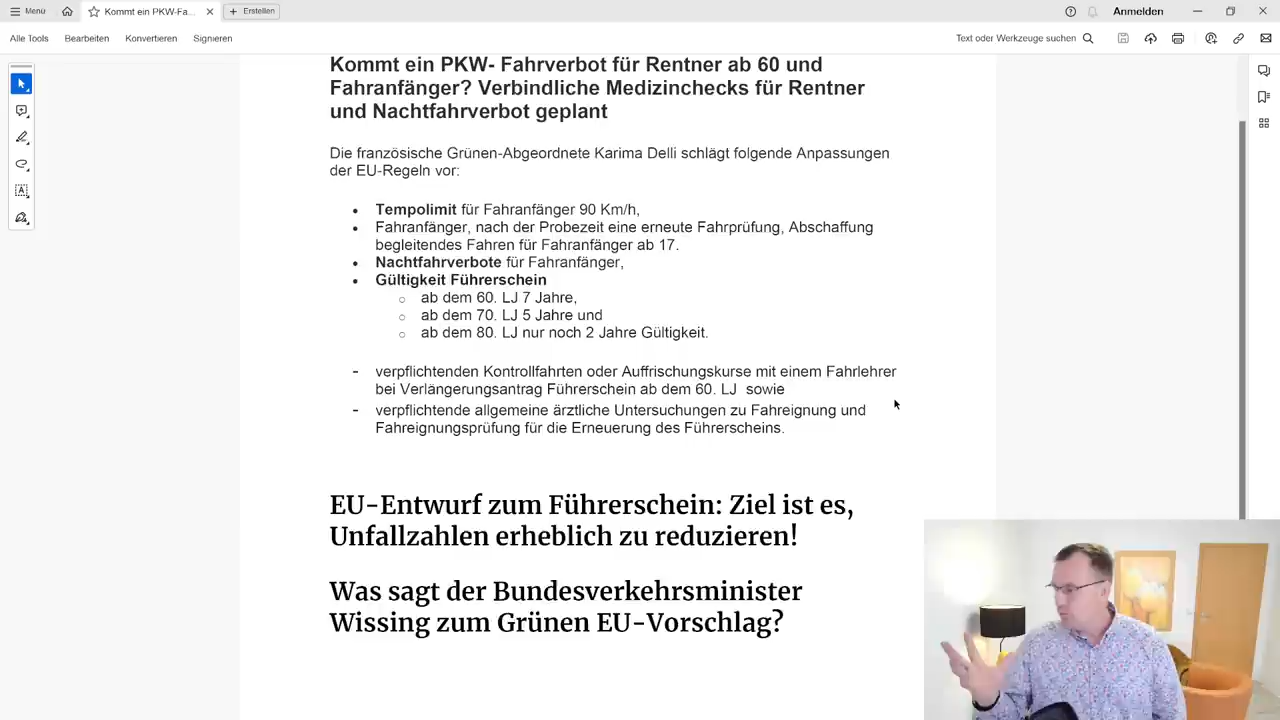 Menü
Kommt ein PKW-Fa...
Erstellen
Anmelden
Alle Tools
Bearbeiten
Konvertieren
Signieren
Text oder Werkzeuge suchen
Kommt ein PKW- Fahrverbot für Rentner ab 60 und
Fahranfänger? Verbindliche Medizinchecks für Rentner
und Nachtfahrverbot geplant
Die französische Grünen-Abgeordnete Karima Delli schlägt folgende Anpassungen
der EU-Regeln vor:
• Tempolimit für Fahranfänger 90 Km/h,
• Fahranfänger, nach der Probezeit eine erneute Fahrprüfung, Abschaffung
begleitendes Fahren für Fahranfänger ab 17.
• Nachtfahrverbote für Fahranfänger,
• Gültigkeit Führerschein
o ab dem 60. LJ 7 Jahre,
o ab dem 70. LJ 5 Jahre und
o ab dem 80. LJ nur noch 2 Jahre Gültigkeit.
- verpflichtenden Kontrollfahrten oder Auffrischungskurse mit einem Fahrlehrer
bei Verlängerungsantrag Führerschein ab dem 60. LJ sowie
- verpflichtende allgemeine ärztliche Untersuchungen zu Fahreignung und
Fahreignungsprüfung für die Erneuerung des Führerscheins.
EU-Entwurf zum Führerschein: Ziel ist es,
Unfallzahlen erheblich zu reduzieren!
Was sagt der Bundesverkehrsminister
Wissing zum Grünen EU-Vorschlag?